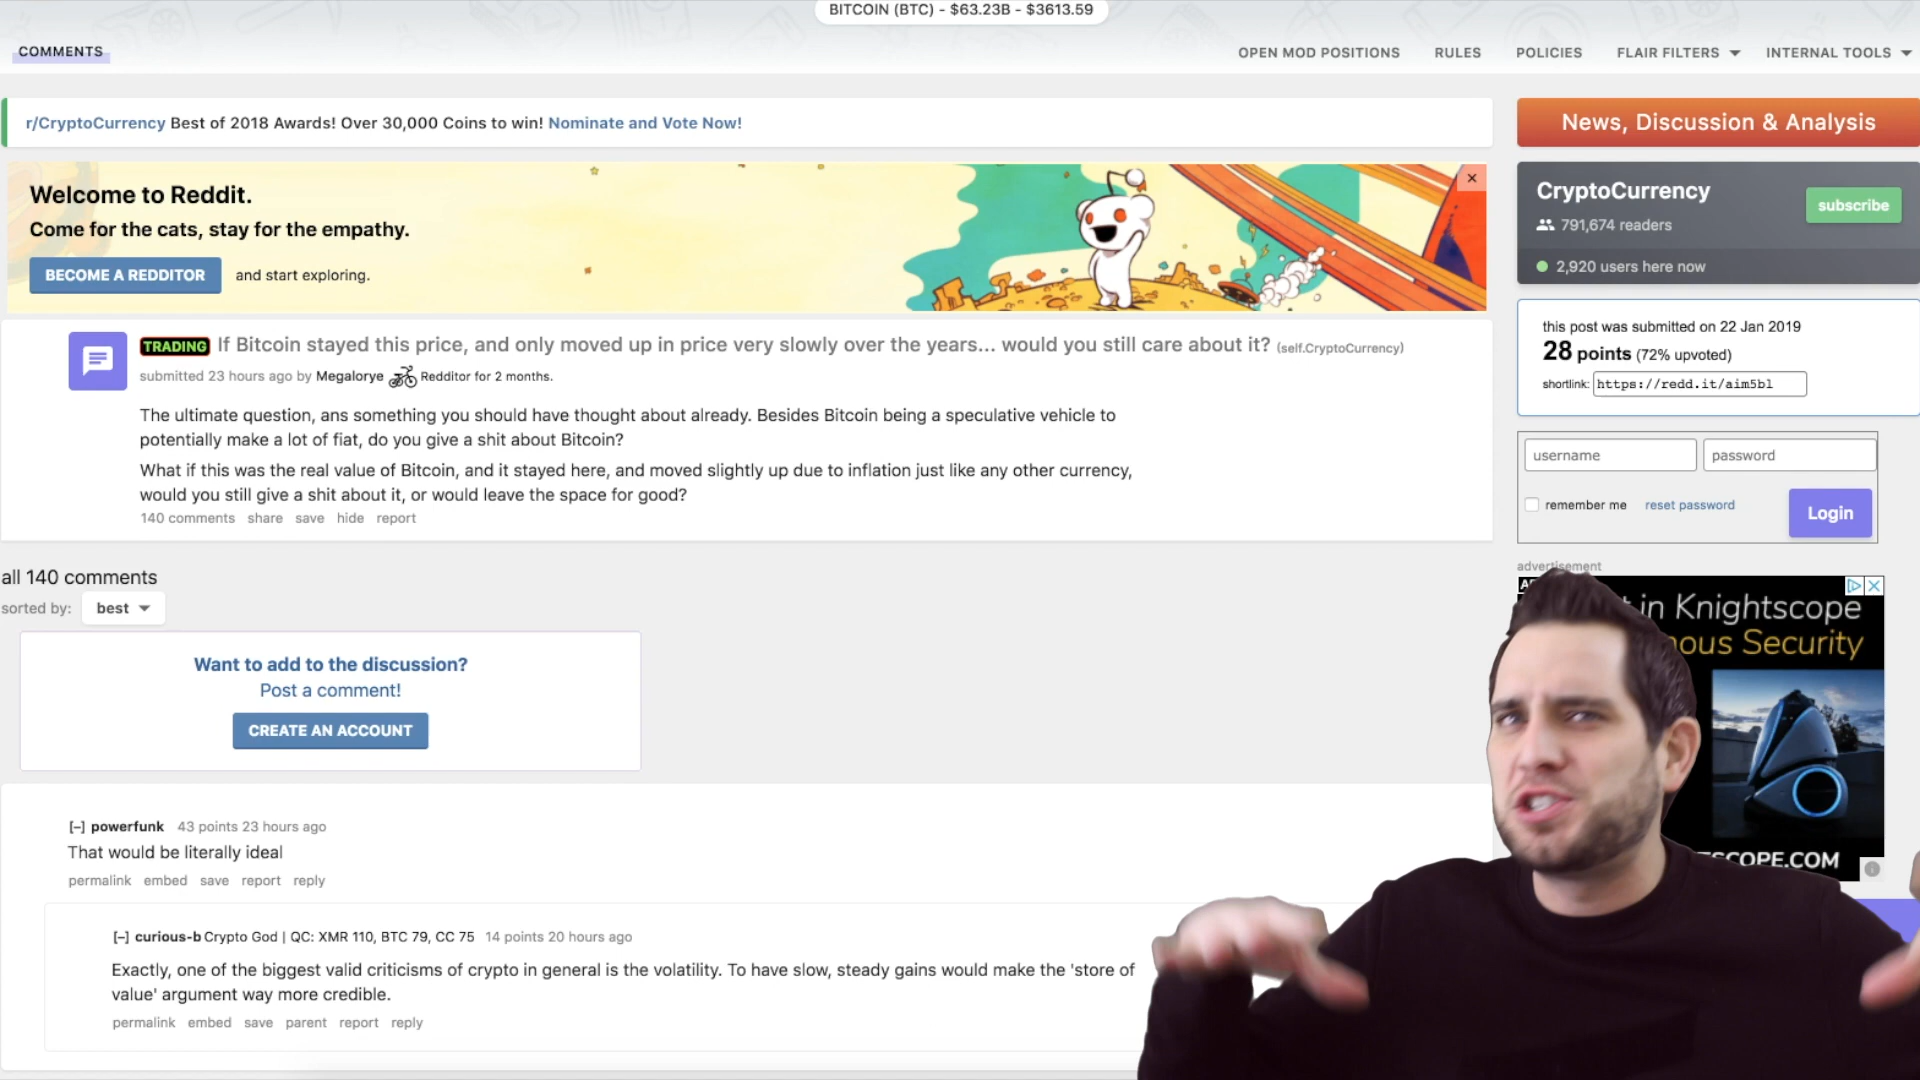 BITCOIN (BTC) - $63.23B - $3613.59
COMMENTS
OPEN MOD POSITIONS RULES POLICIES FLAIR FILTERS INTERNAL TOOLS
r/CryptoCurrency Best of 2018 Awards! Over 30,000 Coins to win! Nominate and Vote Now!
News, Discussion & Analysis
Welcome to Reddit.
Come for the cats, stay for the empathy.
BECOME A REDDITOR and start exploring.
CryptoCurrency
subscribe
791,674 readers
2,920 users here now
TRADING If Bitcoin stayed this price, and only moved up in price very slowly over the years... would you still care about it? (self.CryptoCurrency)
submitted 23 hours ago by Megalorye Redditor for 2 months.
The ultimate question, ans something you should have thought about already. Besides Bitcoin being a speculative vehicle to
potentially make a lot of fiat, do you give a shit about Bitcoin?
What if this was the real value of Bitcoin, and it stayed here, and moved slightly up due to inflation just like any other currency,
would you still give a shit about it, or would leave the space for good?
140 comments share save hide report
this post was submitted on 22 Jan 2019
28 points (72% upvoted)
shortlink: https://redd.it/aim5bl
username password
remember me reset password Login
all 140 comments
sorted by: best
Want to add to the discussion?
Post a comment!
CREATE AN ACCOUNT
advertisement
in Knightscope
Security
[–] powerfunk 43 points 23 hours ago
That would be literally ideal
permalink embed save report reply
[–] curious-b Crypto God | QC: XMR 110, BTC 79, CC 75 14 points 20 hours ago
Exactly, one of the biggest valid criticisms of crypto in general is the volatility. To have slow, steady gains would make the 'store of
value' argument way more credible.
permalink embed save parent report reply